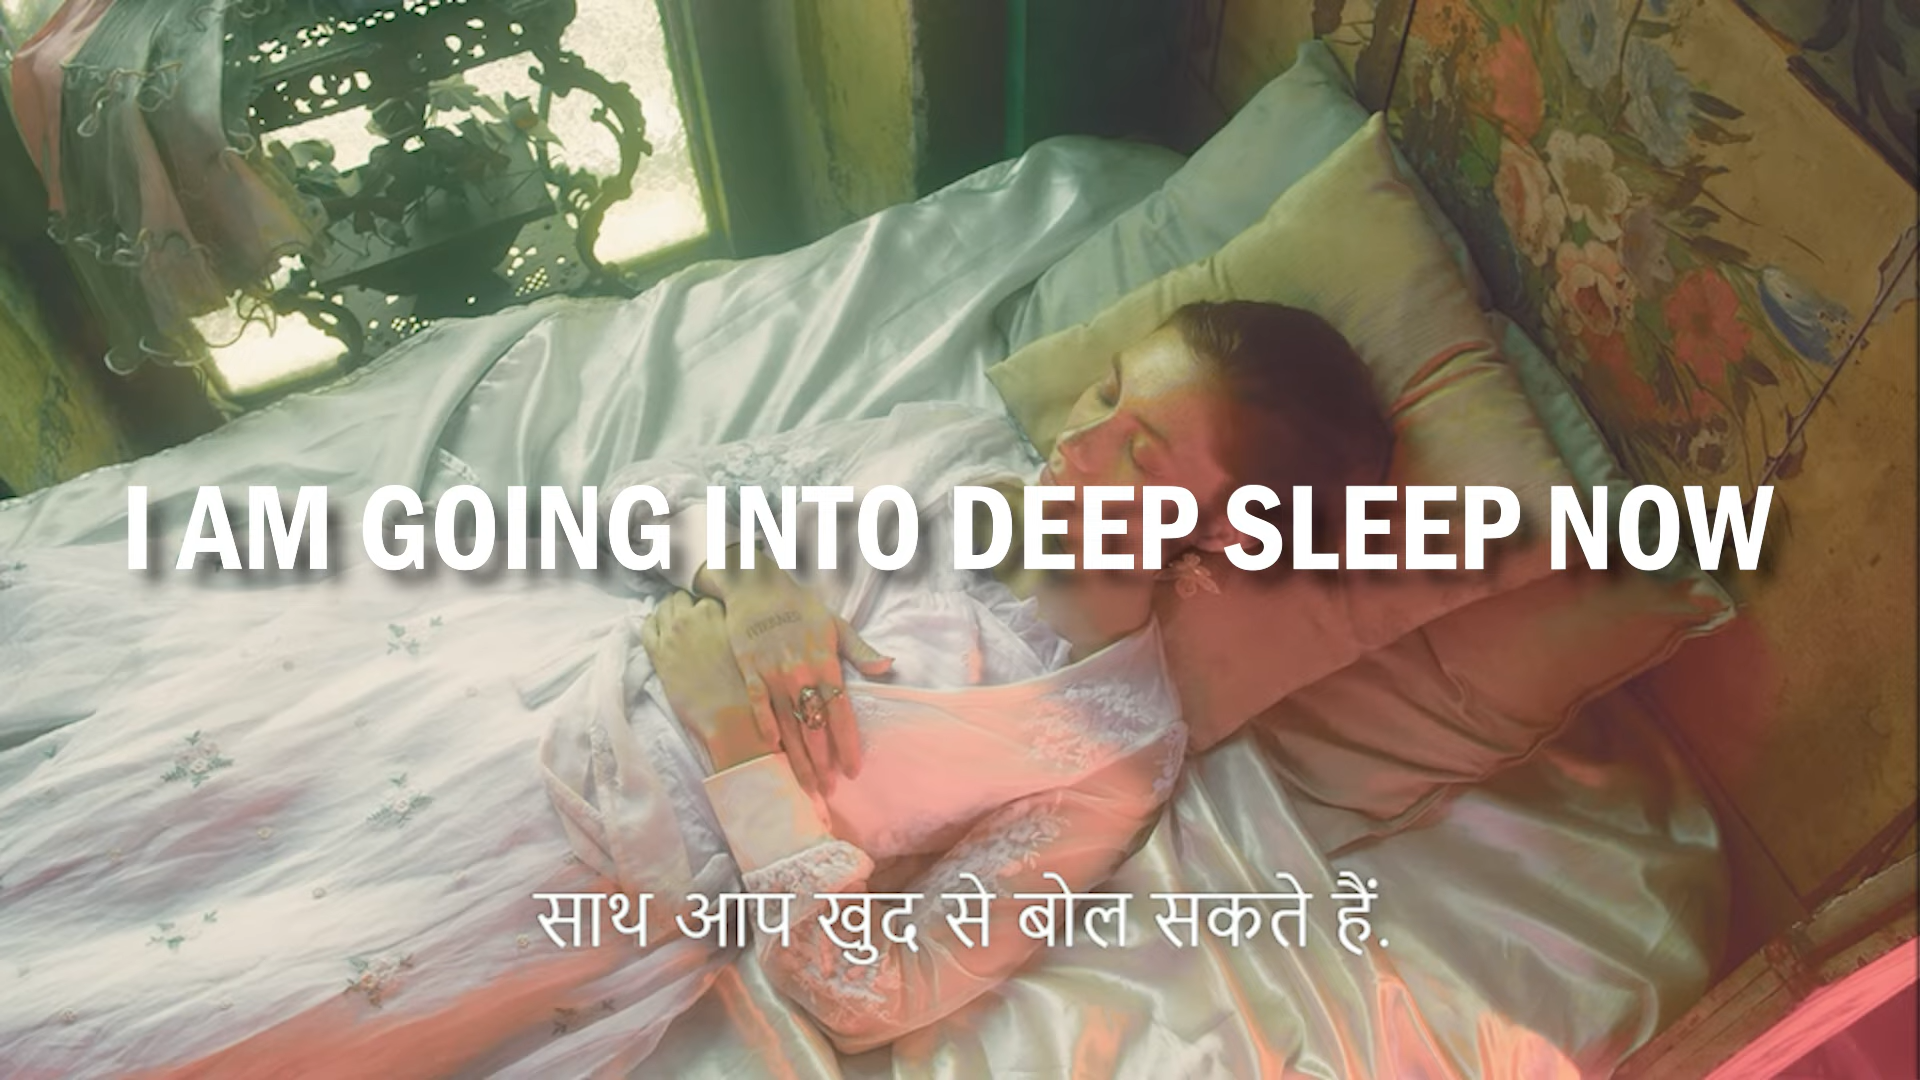 I AM GOING INTO DEEP SLEEP NOW
साथ आप खुद से बोल सकते हैं.